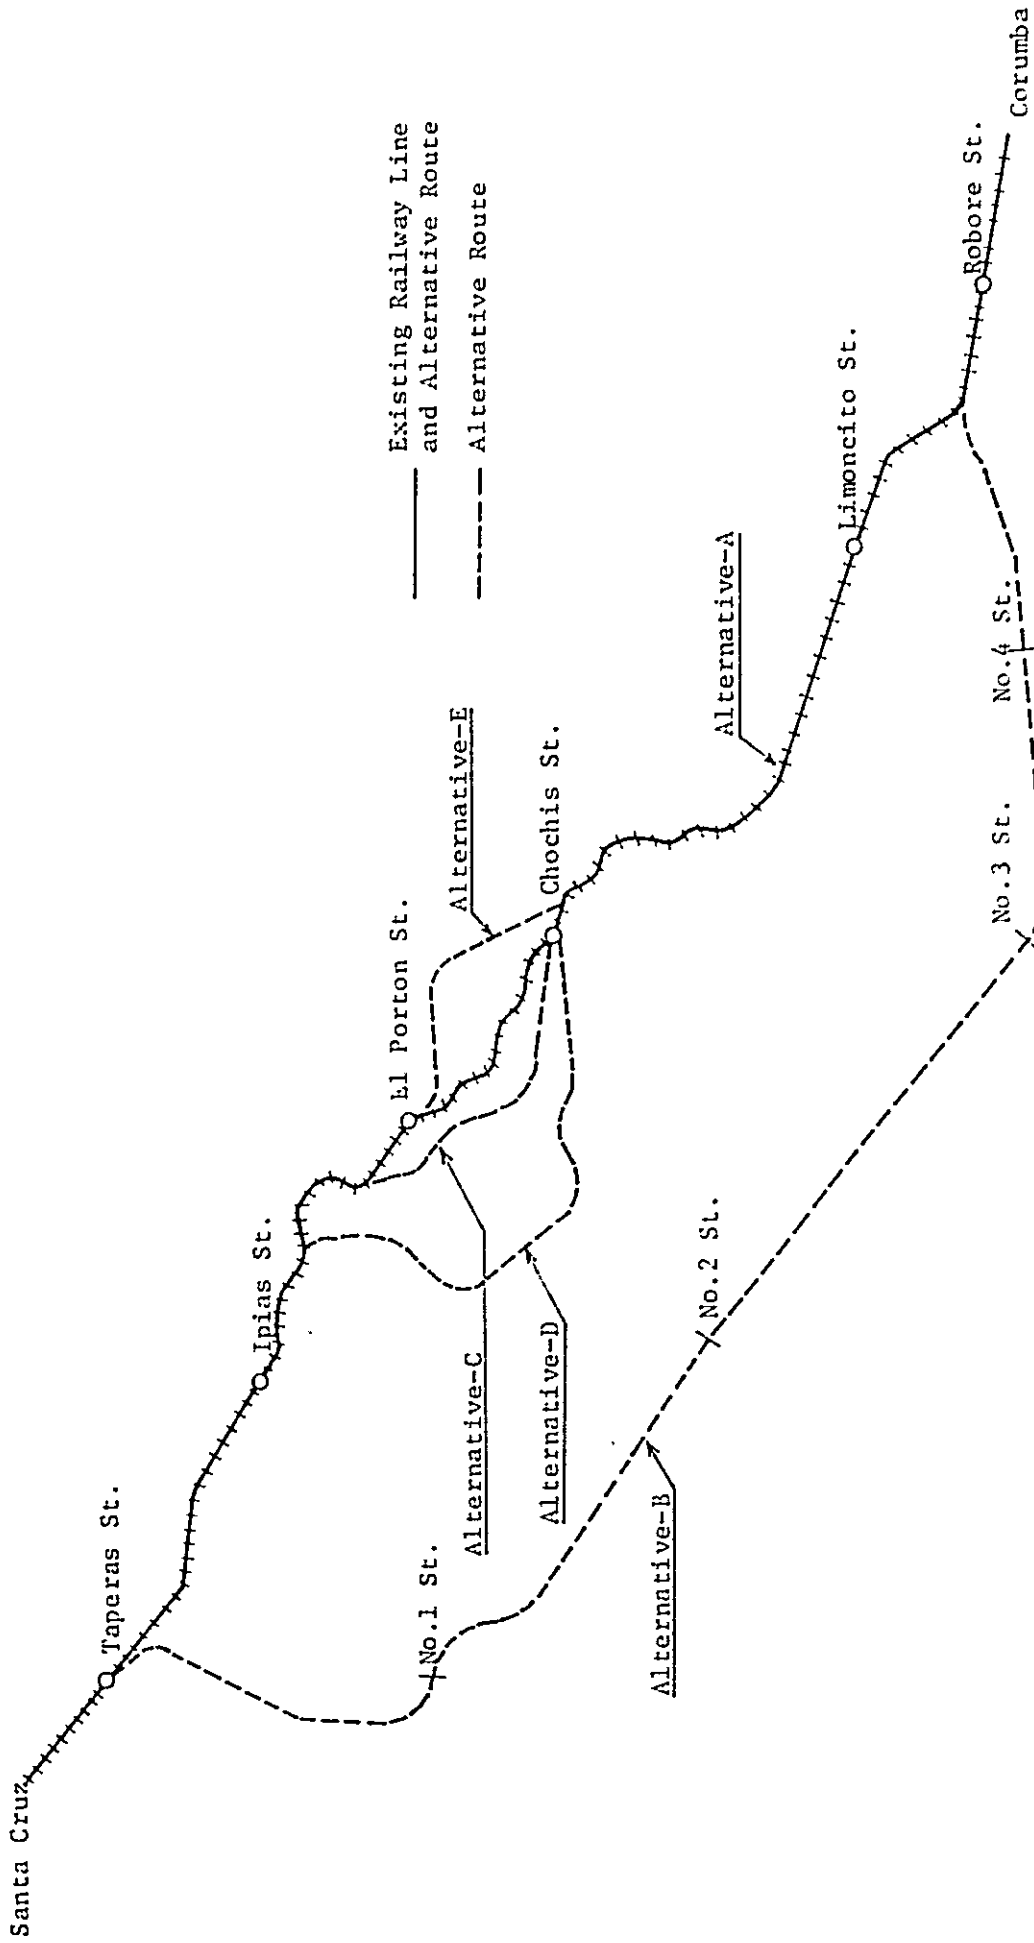 Santa Cruz
Taperas St.
Ipias St.
El Porton St.
Chochis St.
Limoncito St.
Robore St.
Corumba
No.1 St.
No.2 St.
No.3 St.
No.4 St.
Alternative-A
Alternative-B
Alternative-C
Alternative-D
Alternative-E
Existing Railway Line
and Alternative Route
Alternative Route